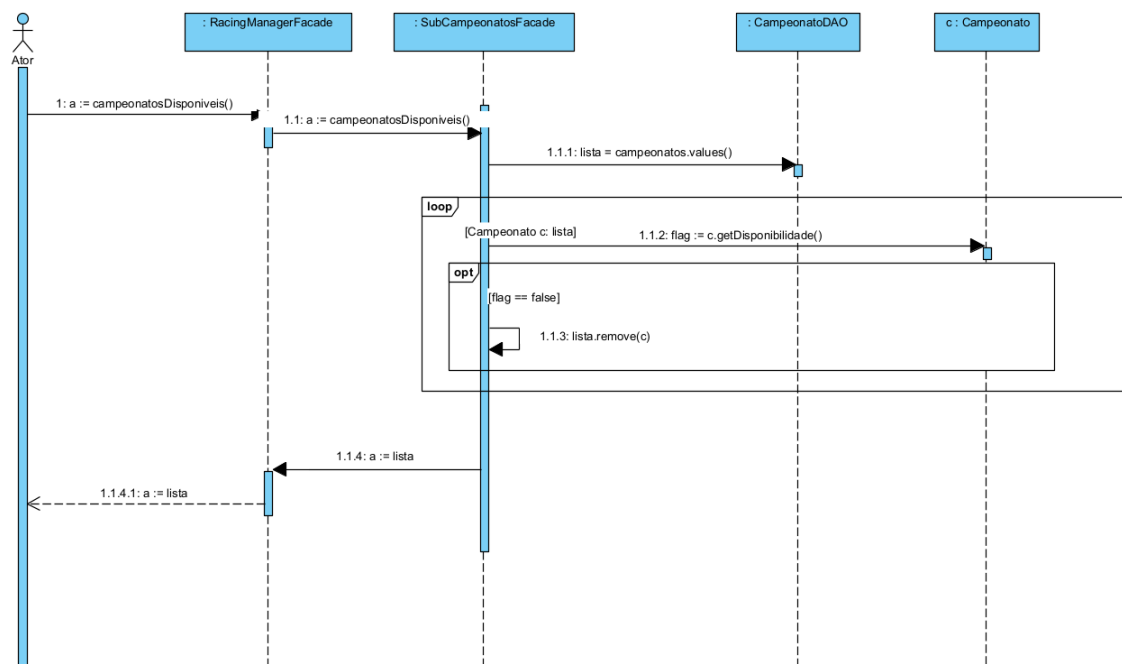 : RacingManagerFacade
: SubCampeonatosFacade
: CampeonatoDAO
c : Campeonato
Ator
1: a := campeonatosDisponiveis()
1.1: a := campeonatosDisponiveis()
1.1.1: lista = campeonatos.values()
loop
[Campeonato c: lista]
1.1.2: flag := c.getDisponibilidade()
opt
[flag == false]
1.1.3: lista.remove(c)
1.1.4: a := lista
1.1.4.1: a := lista